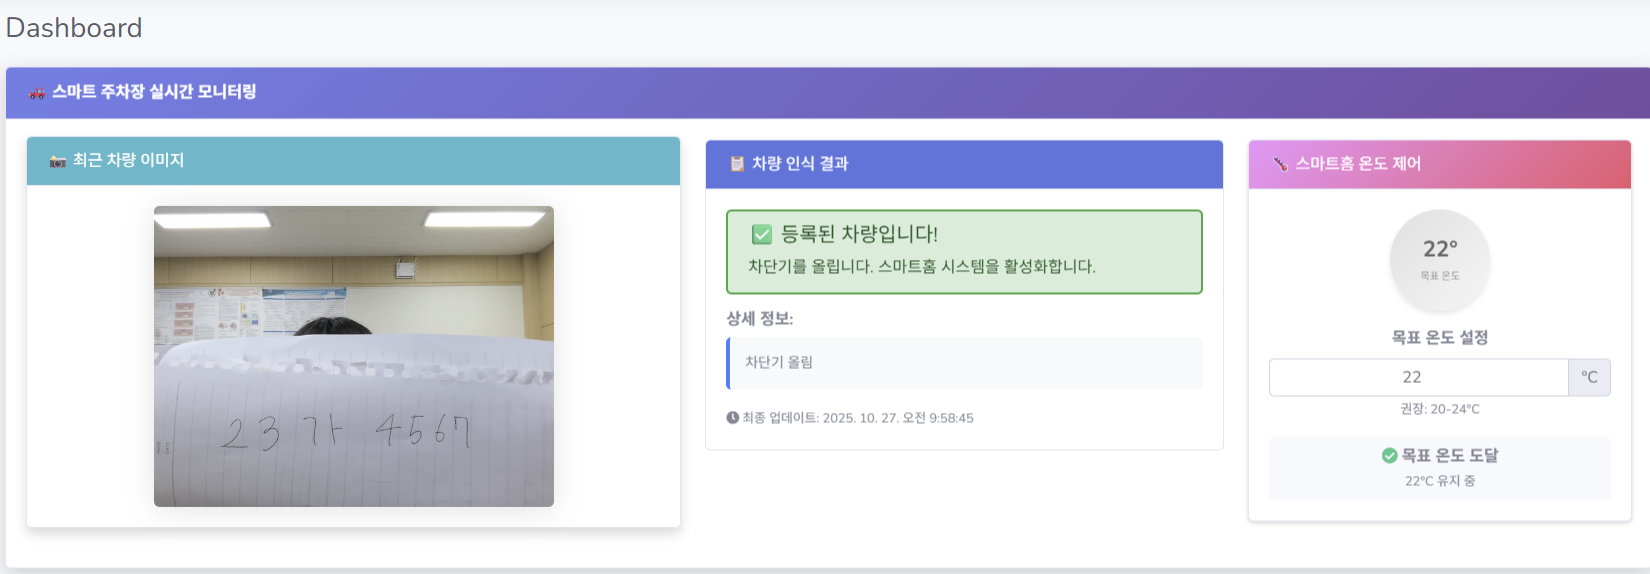 Dashboard
스마트 주차장 실시간 모니터링
최근 차량 이미지
23가 4567
차량 인식 결과
등록된 차량입니다!
차단기를 올립니다. 스마트홈 시스템을 활성화합니다.
상세 정보:
차단기 올림
최종 업데이트: 2025. 10. 27. 오전 9:58:45
스마트홈 온도 제어
22°
목표 온도
목표 온도 설정
22 °C
권장: 20-24°C
목표 온도 도달
22°C 유지 중